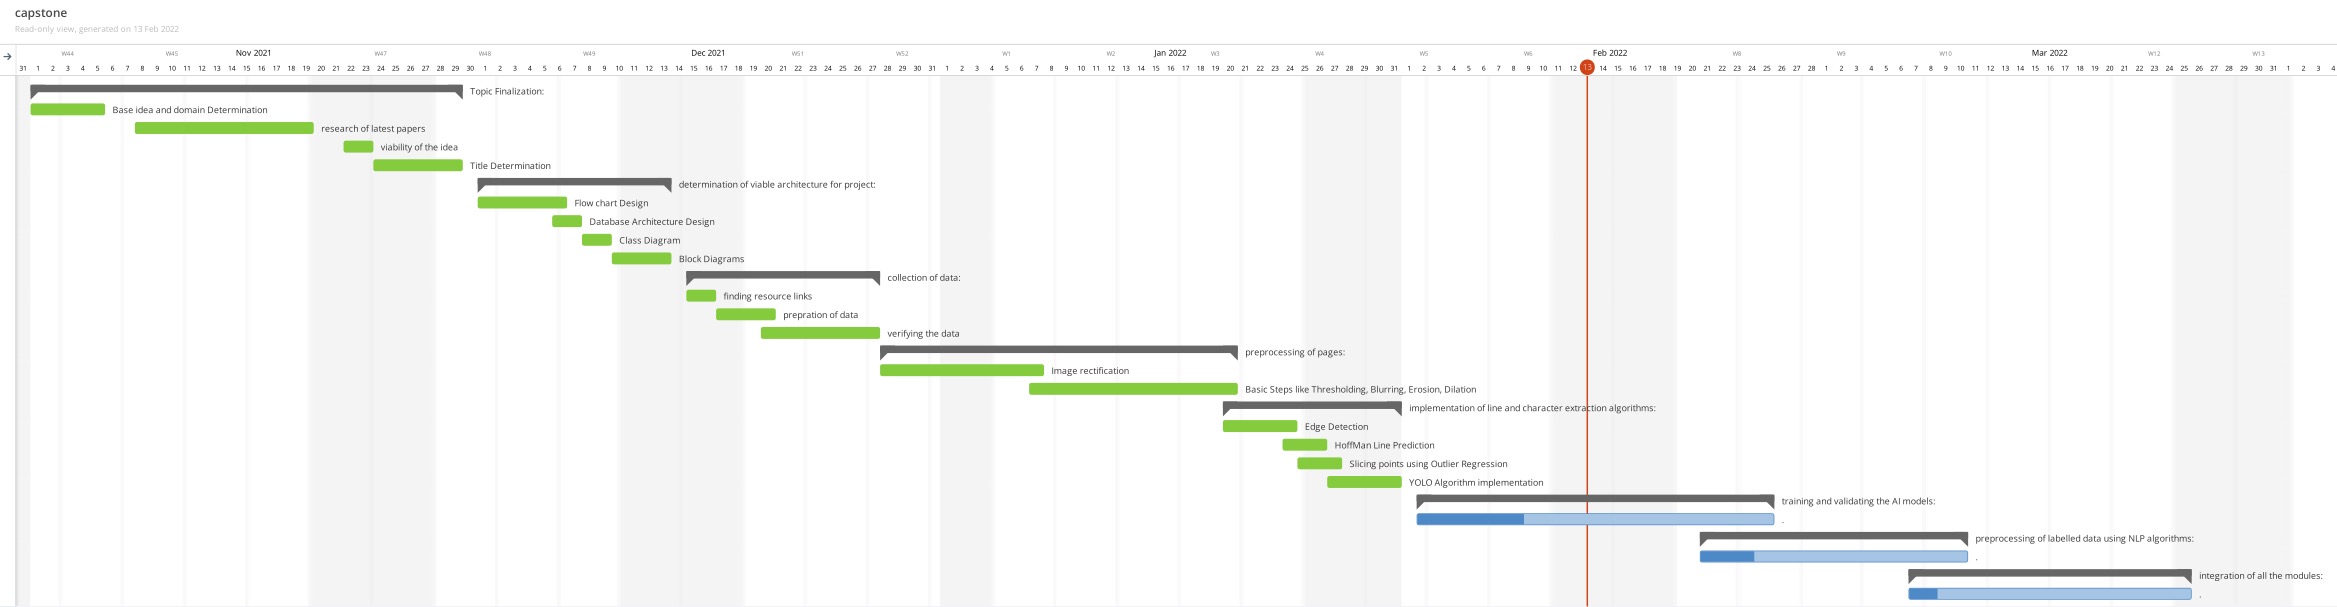 capstone
Read-only view, generated on 13 Feb 2022
W44 W45 Nov 2021 W47 W48 W49 Dec 2021 W51 W52 W1 W2 Jan 2022 W3 W4 W5 W6 Feb 2022 W8 W9 W10 Mar 2022 W12 W13
31 1 2 3 4 5 6 7 8 9 10 11 12 13 14 15 16 17 18 19 20 21 22 23 24 25 26 27 28 29 30 1 2 3 4 5 6 7 8 9 10 11 12 13 14 15 16 17 18 19 20 21 22 23 24 25 26 27 28 29 30 31 1 2 3 4 5 6 7 8 9 10 11 12 13 14 15 16 17 18 19 20 21 22 23 24 25 26 27 28 29 30 31 1 2 3 4 5 6 7 8 9 10 11 12 13 14 15 16 17 18 19 20 21 22 23 24 25 26 27 28 1 2 3 4 5 6 7 8 9 10 11 12 13 14 15 16 17 18 19 20 21 22 23 24 25 26 27 28 29 30 31 1 2 3 4
Topic Finalization:
Base idea and domain Determination
research of latest papers
viability of the idea
Title Determination
determination of viable architecture for project:
Flow chart Design
Database Architecture Design
Class Diagram
Block Diagrams
collection of data:
finding resource links
prepration of data
verifying the data
preprocessing of pages:
Image rectification
Basic Steps like Thresholding, Blurring, Erosion, Dilation
implementation of line and character extraction algorithms:
Edge Detection
HoffMan Line Prediction
Slicing points using Outlier Regression
YOLO Algorithm implementation
training and validating the AI models:
.
preprocessing of labelled data using NLP algorithms:
.
integration of all the modules:
.